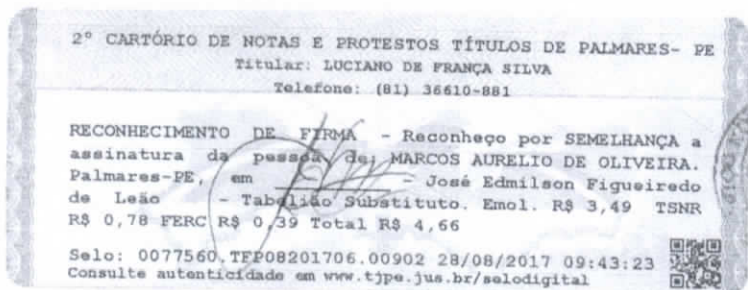 2º CARTÓRIO DE NOTAS E PROTESTOS TÍTULOS DE PALMARES- PE
Titular: LUCIANO DE FRANÇA SILVA
Telefone: (81) 36610-881
RECONHECIMENTO DE FIRMA - Reconheço por SEMELHANÇA a
assinatura da pessoa de: MARCOS AURELIO DE OLIVEIRA.
Palmares-PE, em - José Edmilson Figueiredo
de Leão - Tabelião Substituto. Emol. R$ 3,49 TSNR
R$ 0,78 FERC R$ 0,39 Total R$ 4,66
Selo: 0077560.TFP08201706.00902 28/08/2017 09:43:23
Consulte autenticidade em www.tjpe.jus.br/selodigital